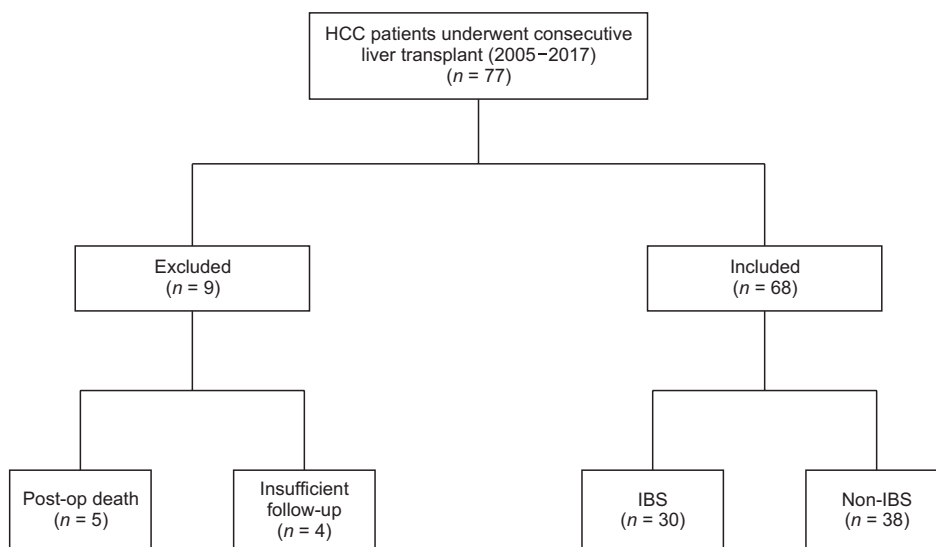 HCC patients underwent consecutive
liver transplant (2005−2017)
(n = 77)
Excluded
(n = 9)
Included
(n = 68)
Post-op death
(n = 5)
Insufficient
follow-up
(n = 4)
IBS
(n = 30)
Non-IBS
(n = 38)